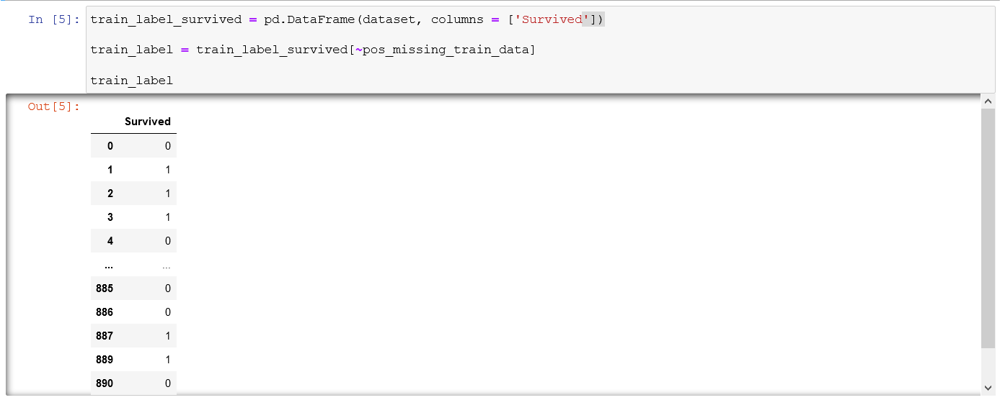 In [5]: train_label_survived = pd.DataFrame(dataset, columns = ['Survived'])
train_label = train_label_survived[~pos_missing_train_data]
train_label
Out[5]:
Survived
0 0
1 1
2 1
3 1
4 0
... ...
885 0
886 0
887 1
889 1
890 0